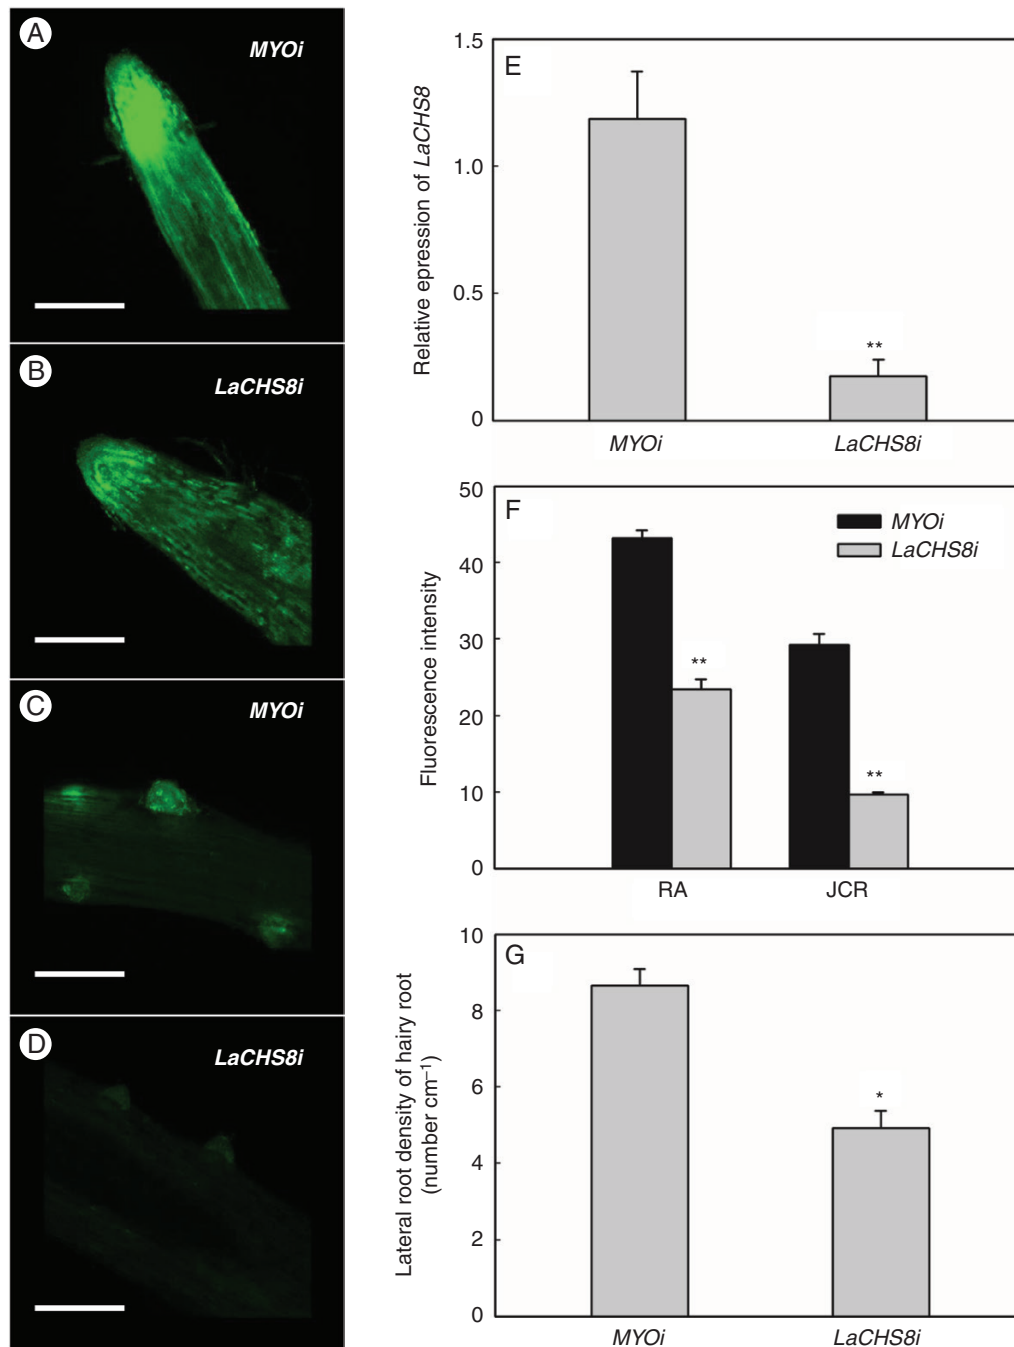 A
MYOi
B
LaCHS8i
C
MYOi
D
LaCHS8i
E
Relative epression of LaCHS8
1.5
1.0
0.5
0
**
MYOi
LaCHS8i
F
Fluorescence intensity
50
40
30
20
10
0
MYOi
LaCHS8i
**
**
RA
JCR
G
Lateral root density of hairy root
(number cm⁻¹)
10
8
6
4
2
0
*
MYOi
LaCHS8i